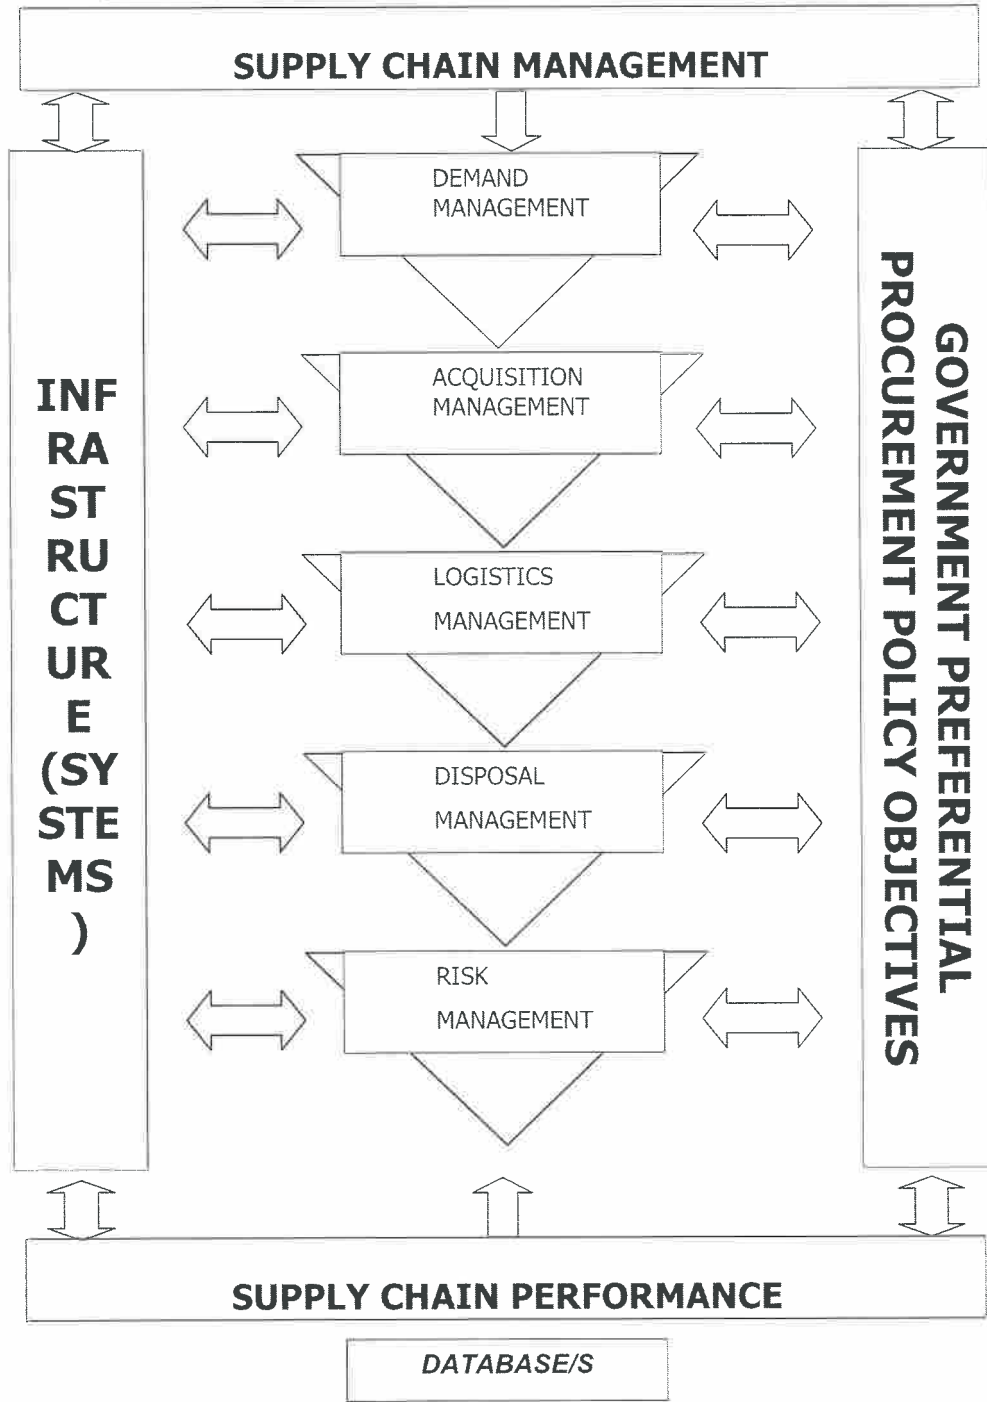 SUPPLY CHAIN MANAGEMENT
DEMAND
MANAGEMENT
ACQUISITION
MANAGEMENT
LOGISTICS
MANAGEMENT
DISPOSAL
MANAGEMENT
RISK
MANAGEMENT
INF
RA
ST
RU
CT
UR
E
(SY
STE
MS
)
GOVERNMENT PREFERENTIAL
PROCUREMENT POLICY OBJECTIVES
SUPPLY CHAIN PERFORMANCE
DATABASE/S